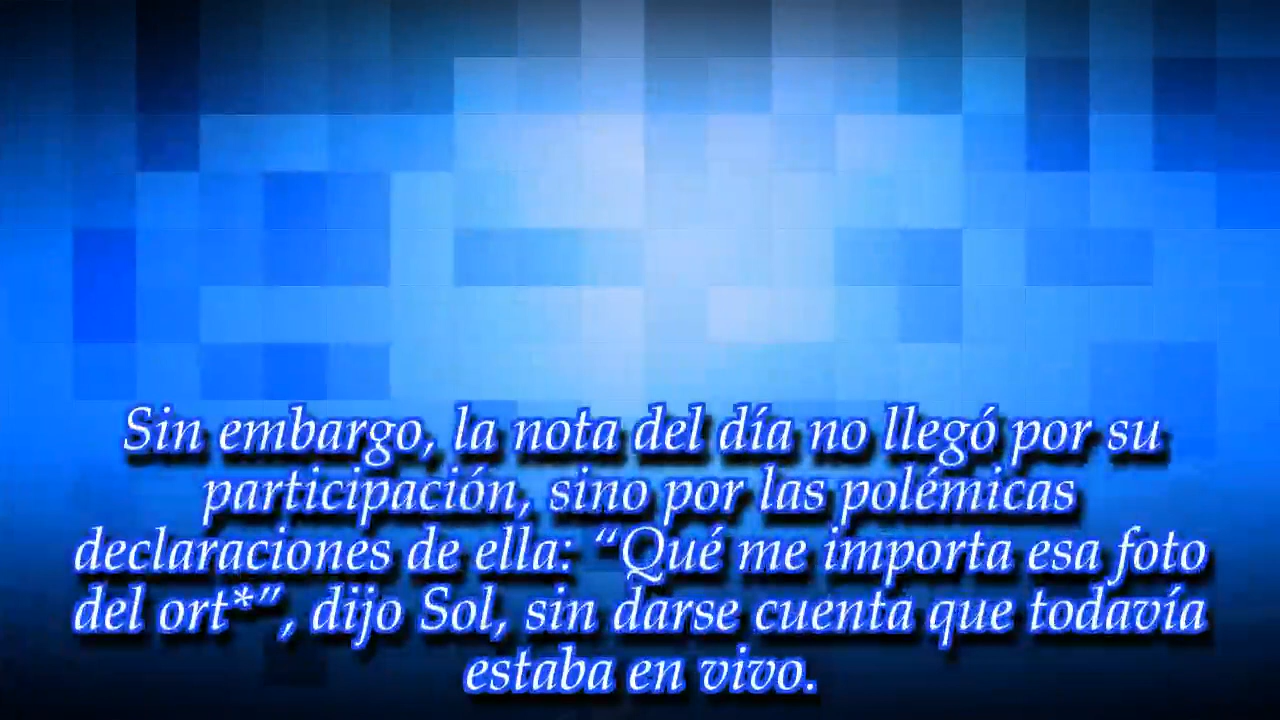 Sin embargo, la nota del día no llegó por su
participación, sino por las polémicas
declaraciones de ella: “Qué me importa esa foto
del ort*”, dijo Sol, sin darse cuenta que todavía
estaba en vivo.